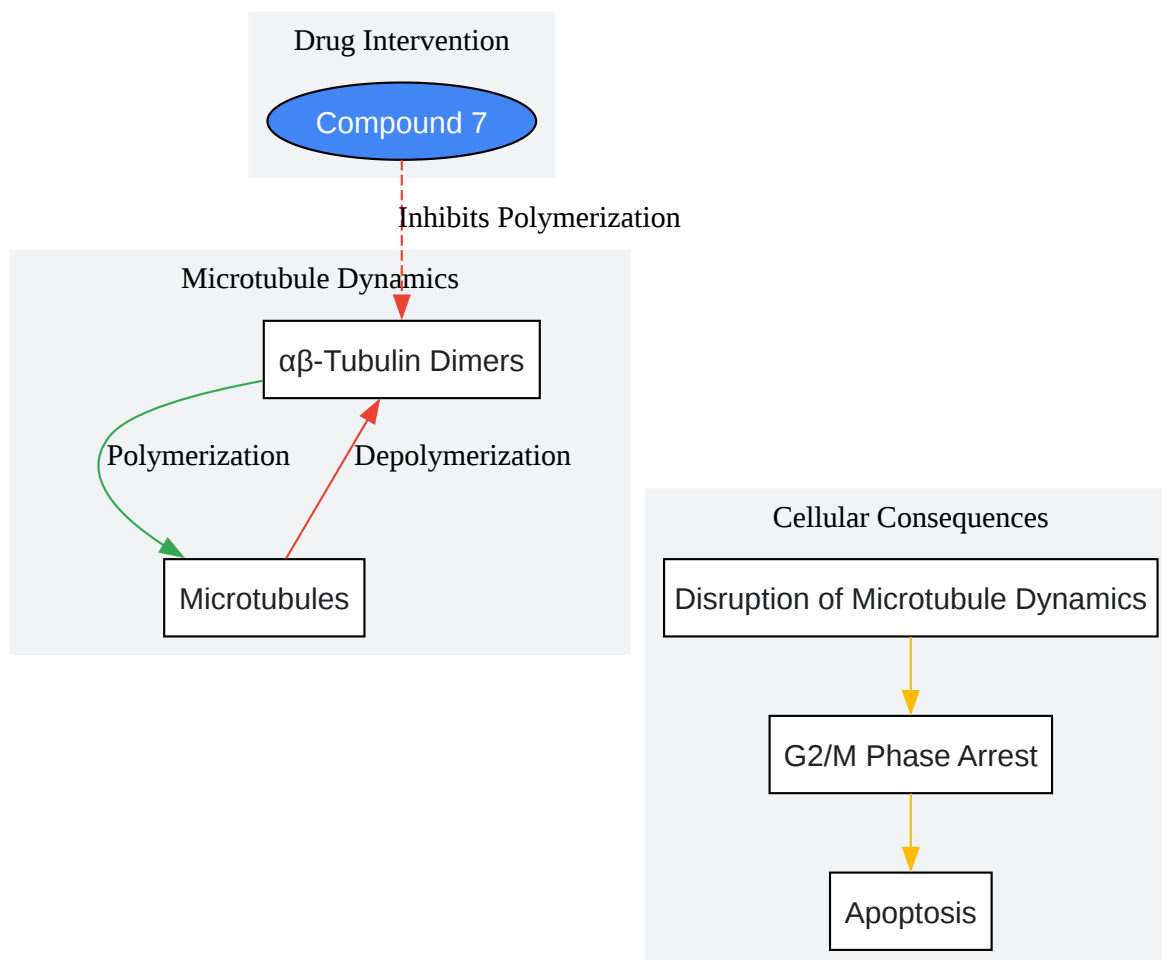 Drug Intervention
Compound 7
Inhibits Polymerization
Microtubule Dynamics
αβ-Tubulin Dimers
Polymerization
Depolymerization
Microtubules
Cellular Consequences
Disruption of Microtubule Dynamics
G2/M Phase Arrest
Apoptosis